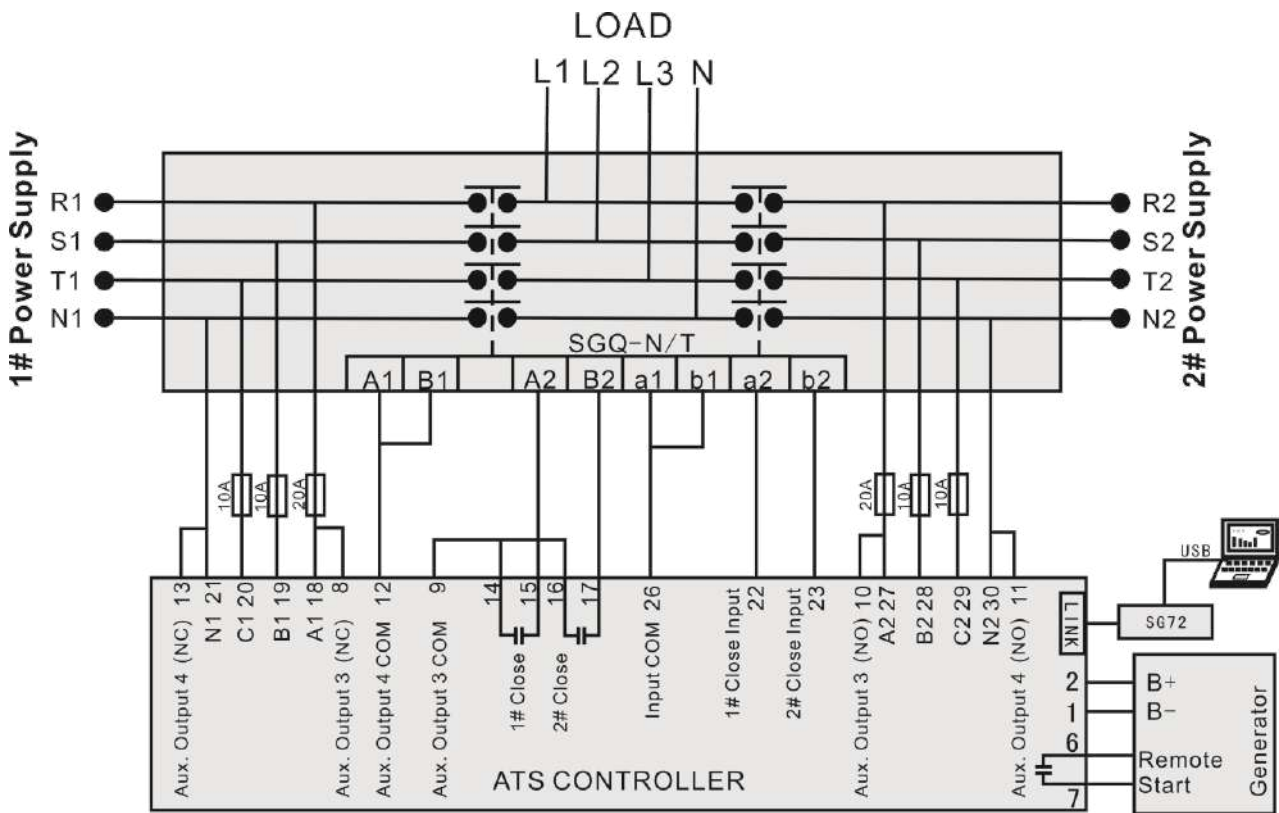 LOAD
L1 L2 L3 N
1# Power Supply
R1
S1
T1
N1
2# Power Supply
R2
S2
T2
N2
SGQ-N/T
A1 B1 A2 B2 a1 b1 a2 b2
10A 10A 20A
20A 10A 10A
USB
LINK
SG72
Aux. Output 4 (NC) 13
N1 21
C1 20
B1 19
A1 18
Aux. Output 3 (NC) 8
Aux. Output 4 COM 12
Aux. Output 3 COM 9
14
15
16
17
1# Close
2# Close
Input COM 26
1# Close Input 22
2# Close Input 23
Aux. Output 3 (NO) 10
A2 27
B2 28
C2 29
N2 30
Aux. Output 4 (NO) 11
2
1
6
7
B+
B-
Remote
Start
Generator
ATS CONTROLLER